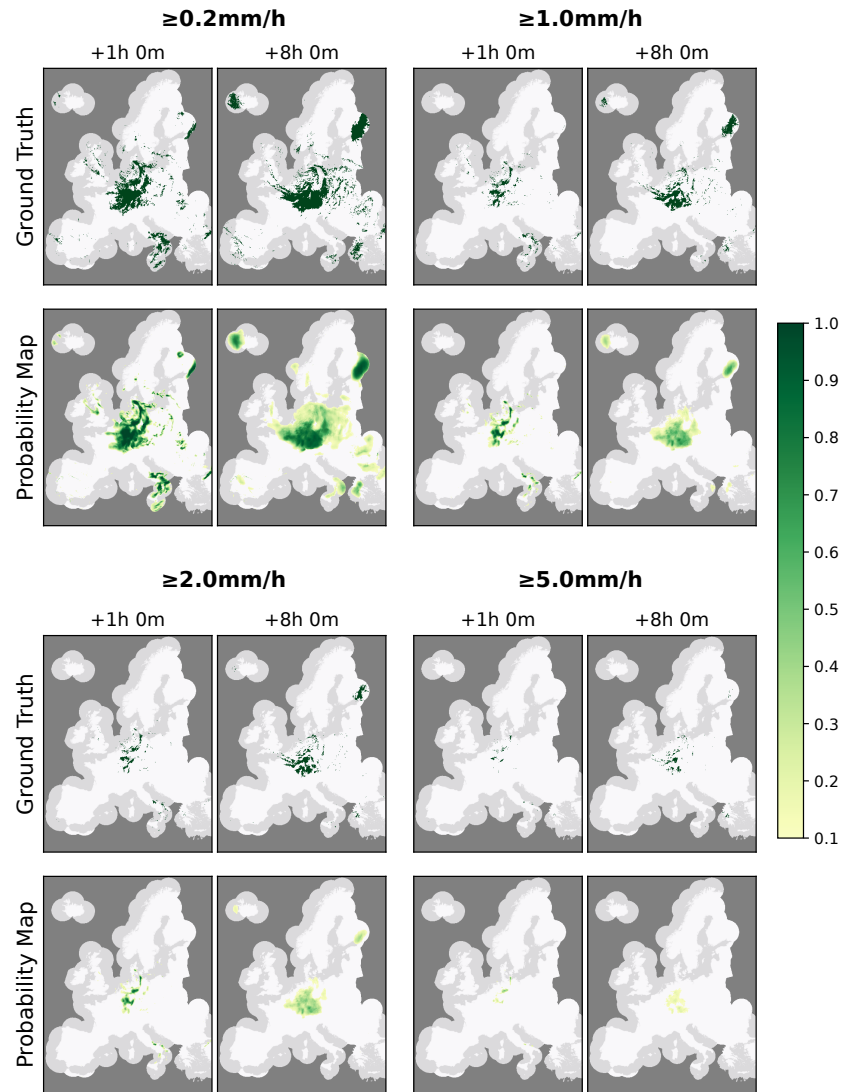 ≥0.2mm/h ≥1.0mm/h
+1h 0m +8h 0m +1h 0m +8h 0m
Ground Truth
Probability Map
≥2.0mm/h ≥5.0mm/h
+1h 0m +8h 0m +1h 0m +8h 0m
Ground Truth
Probability Map
1.0
0.9
0.8
0.7
0.6
0.5
0.4
0.3
0.2
0.1